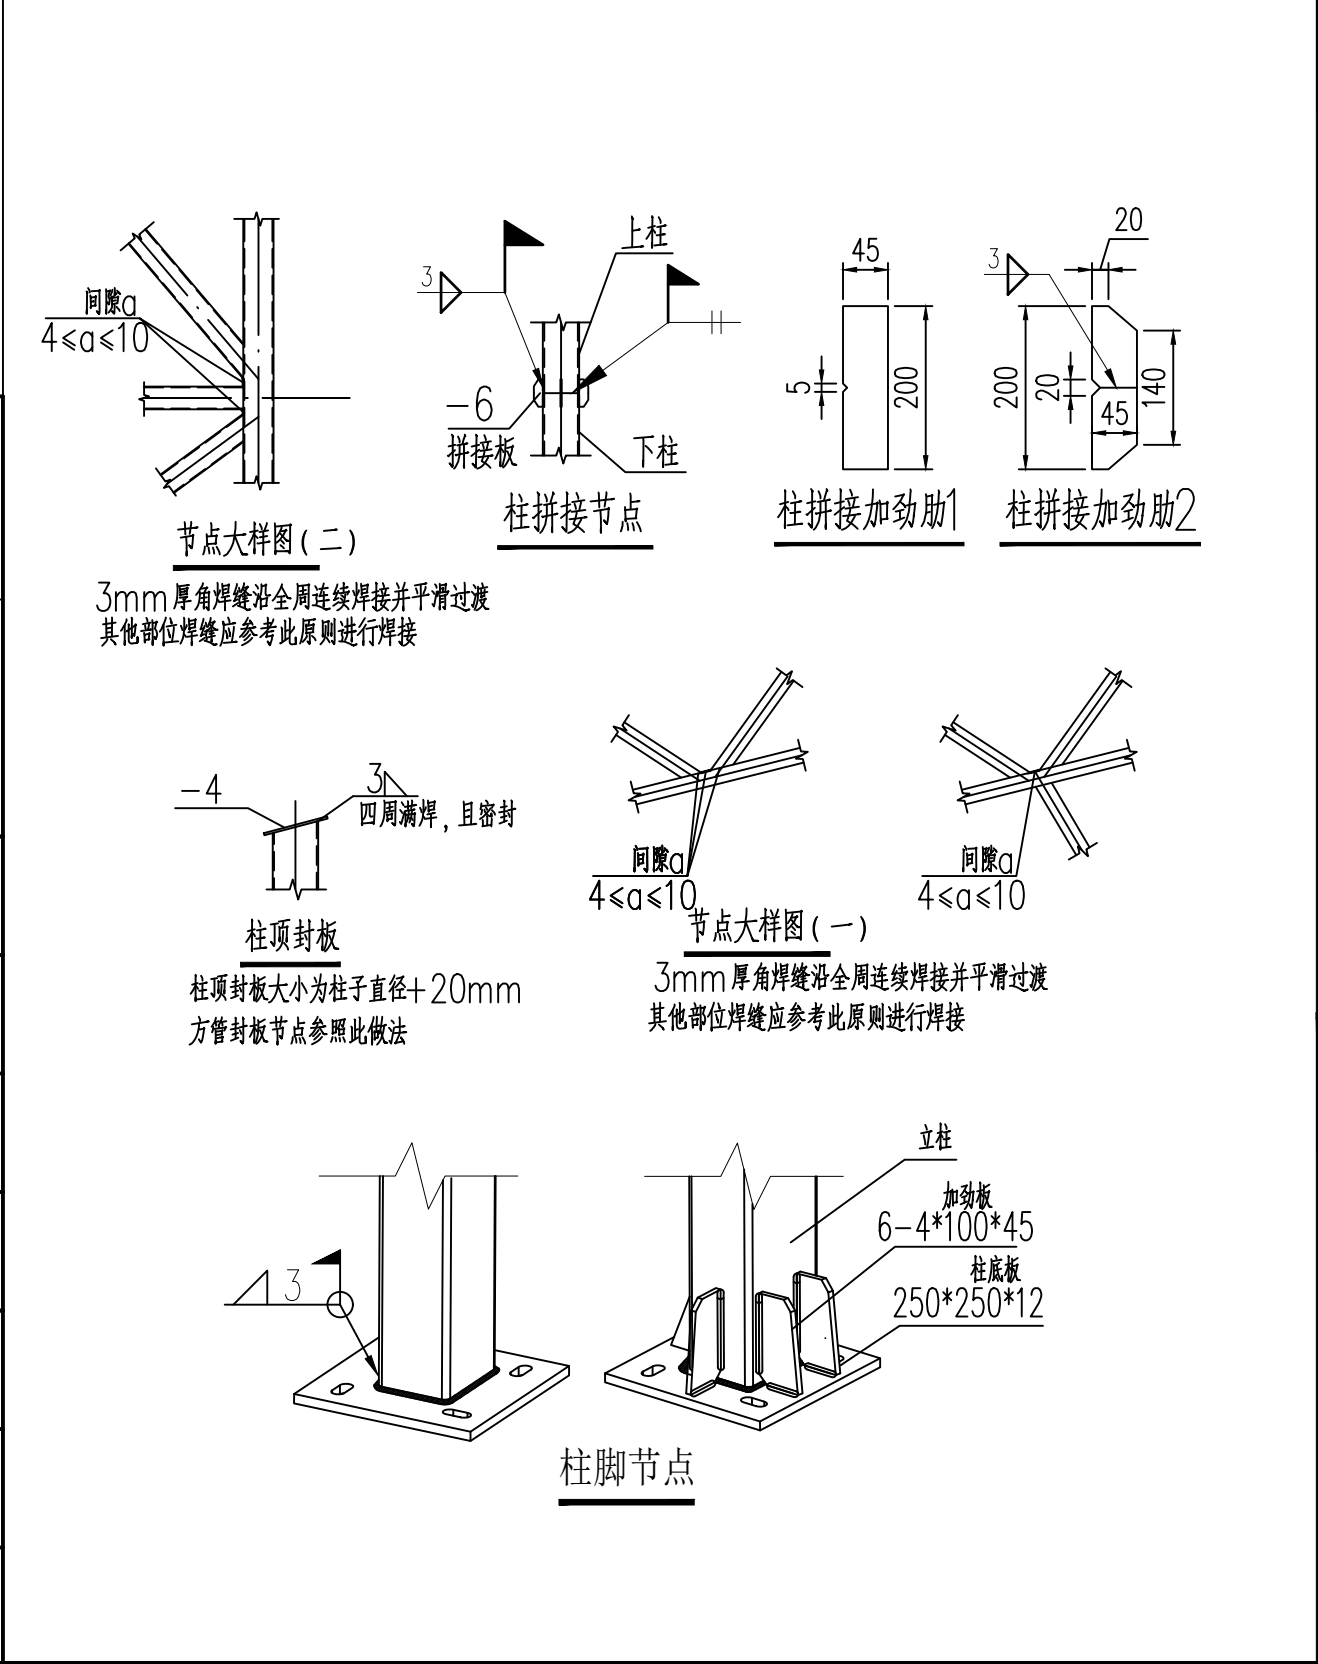 间隙a
4≤a≤10
节点大样图(二)
3mm厚角焊缝沿全周连续焊接并平滑过渡
其他部位焊缝应参考此原则进行焊接
3
上柱
-6
拼接板
下柱
柱拼接节点
45
5
200
柱拼接加劲肋1
20
3
200
20
45
140
柱拼接加劲肋2
-4
3
四周满焊,且密封
柱顶封板
柱顶封板大小为柱子直径+20mm
方管封板节点参照此做法
间隙a
4≤a≤10
间隙a
4≤a≤10
节点大样图(一)
3mm厚角焊缝沿全周连续焊接并平滑过渡
其他部位焊缝应参考此原则进行焊接
3
立柱
加劲板
6-4*100*45
柱底板
250*250*12
柱脚节点